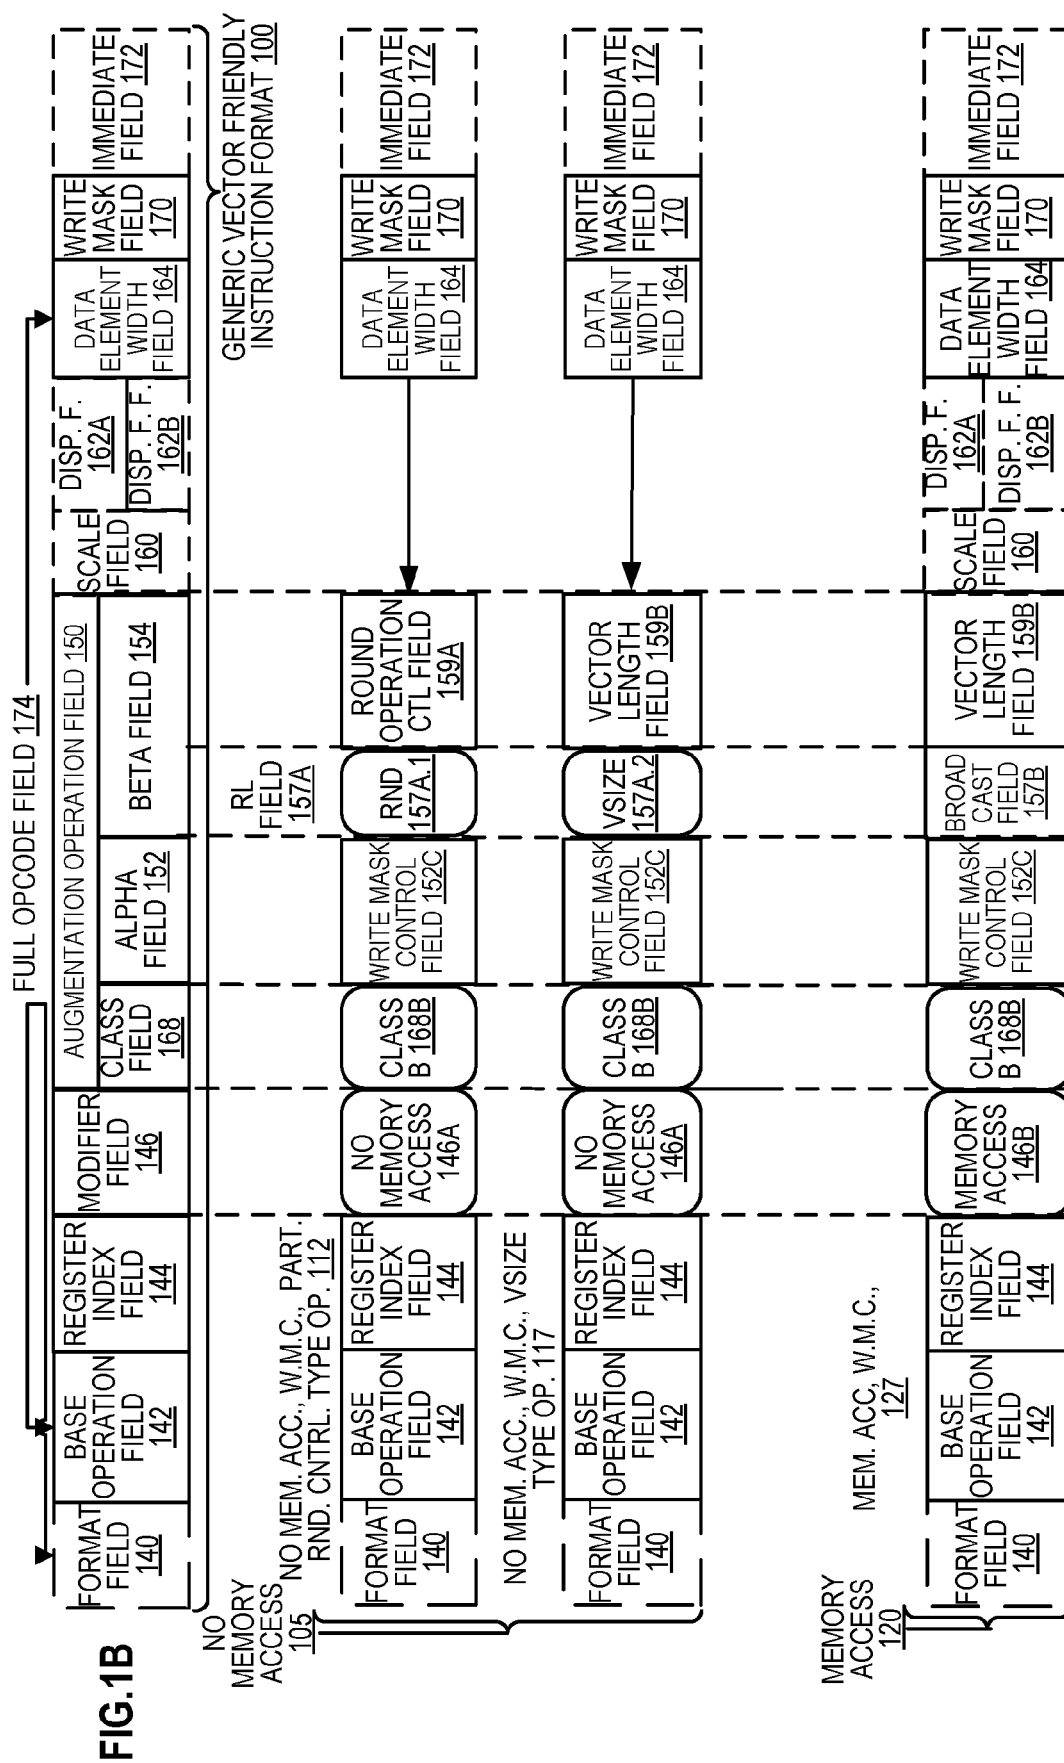 FIG.1B
FULL OPCODE FIELD 174
FORMAT
FIELD
140
BASE
OPERATION
FIELD
142
REGISTER
INDEX
FIELD
144
MODIFIER
FIELD
146
AUGMENTATION OPERATION FIELD 150
CLASS
FIELD
168
ALPHA
FIELD 152
BETA FIELD 154
SCALE
FIELD
160
DISP. F.
162A
DISP. F. F.
162B
DATA
ELEMENT
WIDTH
FIELD 164
WRITE
MASK
FIELD
170
IMMEDIATE
FIELD 172
GENERIC VECTOR FRIENDLY
INSTRUCTION FORMAT 100
NO
MEMORY
ACCESS
105
NO MEM. ACC., W.M.C., PART.
RND. CNTRL. TYPE OP. 112
RL
FIELD
157A
FORMAT
FIELD
140
BASE
OPERATION
FIELD
142
REGISTER
INDEX
FIELD
144
NO
MEMORY
ACCESS
146A
CLASS
B 168B
WRITE MASK
CONTROL
FIELD 152C
RND
157A.1
ROUND
OPERATION
CTL FIELD
159A
DATA
ELEMENT
WIDTH
FIELD 164
WRITE
MASK
FIELD
170
IMMEDIATE
FIELD 172
NO MEM. ACC., W.M.C., VSIZE
TYPE OP. 117
FORMAT
FIELD
140
BASE
OPERATION
FIELD
142
REGISTER
INDEX
FIELD
144
NO
MEMORY
ACCESS
146A
CLASS
B 168B
WRITE MASK
CONTROL
FIELD 152C
VSIZE
157A.2
VECTOR
LENGTH
FIELD 159B
DATA
ELEMENT
WIDTH
FIELD 164
WRITE
MASK
FIELD
170
IMMEDIATE
FIELD 172
MEMORY
ACCESS
120
MEM. ACC, W.M.C.,
127
FORMAT
FIELD
140
BASE
OPERATION
FIELD
142
REGISTER
INDEX
FIELD
144
MEMORY
ACCESS
146B
CLASS
B 168B
WRITE MASK
CONTROL
FIELD 152C
BROAD
CAST
FIELD
157B
VECTOR
LENGTH
FIELD 159B
SCALE
FIELD
160
DISP. F.
162A
DISP. F. F.
162B
DATA
ELEMENT
WIDTH
FIELD 164
WRITE
MASK
FIELD
170
IMMEDIATE
FIELD 172